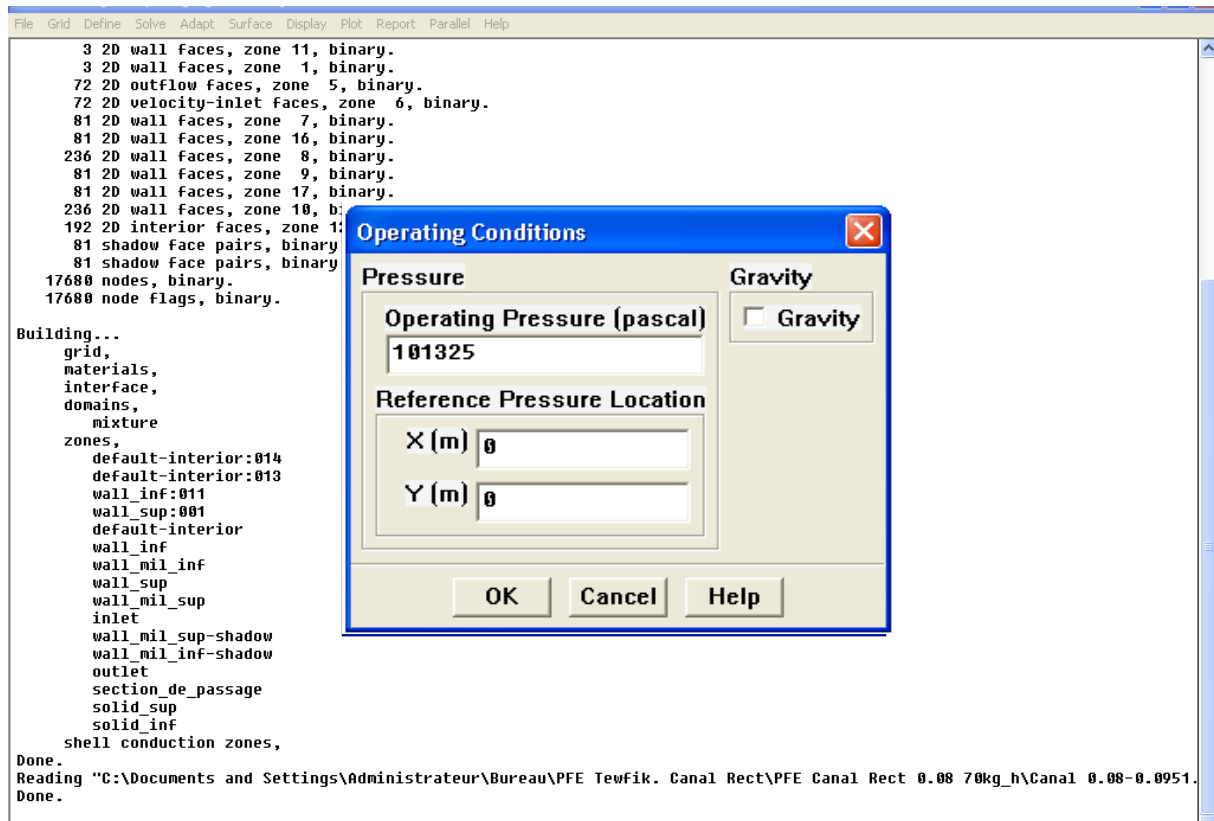 File Grid Define Solve Adapt Surface Display Plot Report Parallel Help
3 2D wall faces, zone 11, binary.
3 2D wall faces, zone 1, binary.
72 2D outflow faces, zone 5, binary.
72 2D velocity-inlet faces, zone 6, binary.
81 2D wall faces, zone 7, binary.
81 2D wall faces, zone 16, binary.
236 2D wall faces, zone 8, binary.
81 2D wall faces, zone 9, binary.
81 2D wall faces, zone 17, binary.
236 2D wall faces, zone 10, b
192 2D interior faces, zone 1
81 shadow face pairs, binary
81 shadow face pairs, binary
17680 nodes, binary.
17680 node flags, binary.
Building...
grid,
materials,
interface,
domains,
mixture
zones,
default-interior:014
default-interior:013
wall_inf:011
wall_sup:001
default-interior
wall_inf
wall_mil_inf
wall_sup
wall_mil_sup
inlet
wall_mil_sup-shadow
wall_mil_inf-shadow
outlet
section_de_passage
solid_sup
solid_inf
shell conduction zones,
Done.
Reading "C:\Documents and Settings\Administrateur\Bureau\PFE Tewfik. Canal Rect\PFE Canal Rect 0.08 70kg_h\Canal 0.08-0.0951.
Done.
Operating Conditions
Pressure
Operating Pressure (pascal)
101325
Reference Pressure Location
X (m) 0
Y (m) 0
Gravity
Gravity
OK Cancel Help